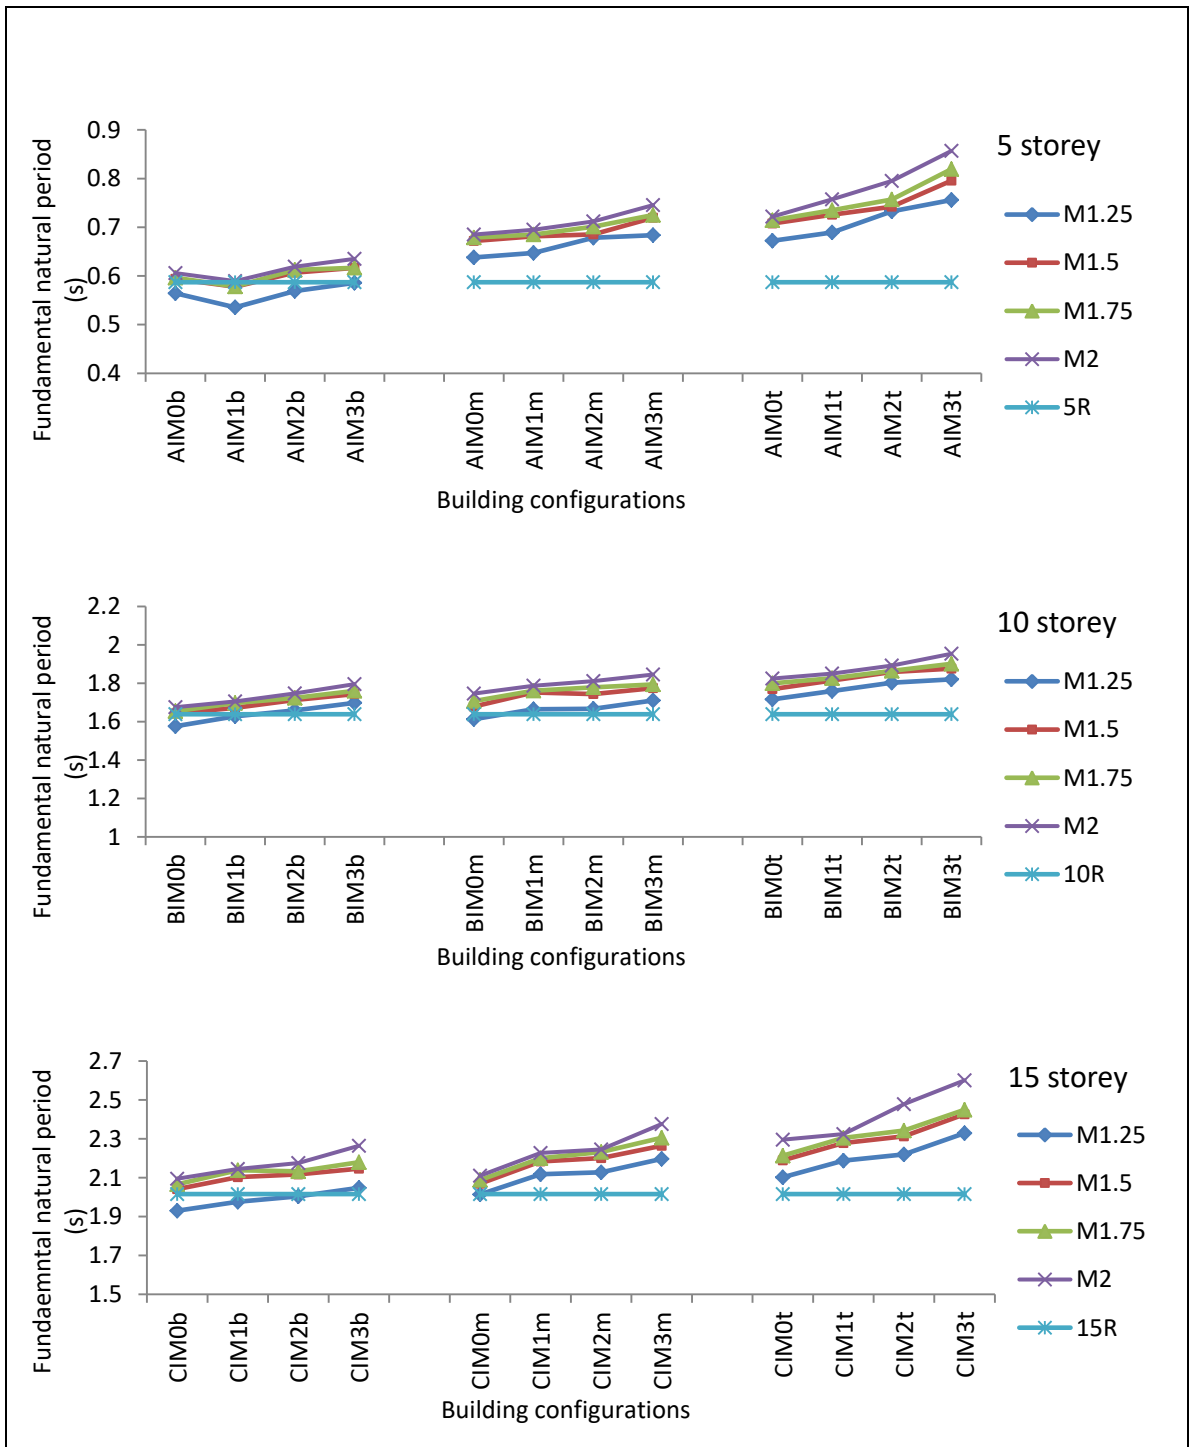 5 storey
Fundamental natural period
(s)
0.9
0.8
0.7
0.6
0.5
0.4
AIM0b
AIM1b
AIM2b
AIM3b
AIM0m
AIM1m
AIM2m
AIM3m
AIM0t
AIM1t
AIM2t
AIM3t
Building configurations
M1.25
M1.5
M1.75
M2
5R
10 storey
Fundamental natural period
(s)
2.2
2
1.8
1.6
1.4
1.2
1
BIM0b
BIM1b
BIM2b
BIM3b
BIM0m
BIM1m
BIM2m
BIM3m
BIM0t
BIM1t
BIM2t
BIM3t
Building configurations
M1.25
M1.5
M1.75
M2
10R
15 storey
Fundaemntal natural period
(s)
2.7
2.5
2.3
2.1
1.9
1.7
1.5
CIM0b
CIM1b
CIM2b
CIM3b
CIM0m
CIM1m
CIM2m
CIM3m
CIM0t
CIM1t
CIM2t
CIM3t
Building configurations
M1.25
M1.5
M1.75
M2
15R